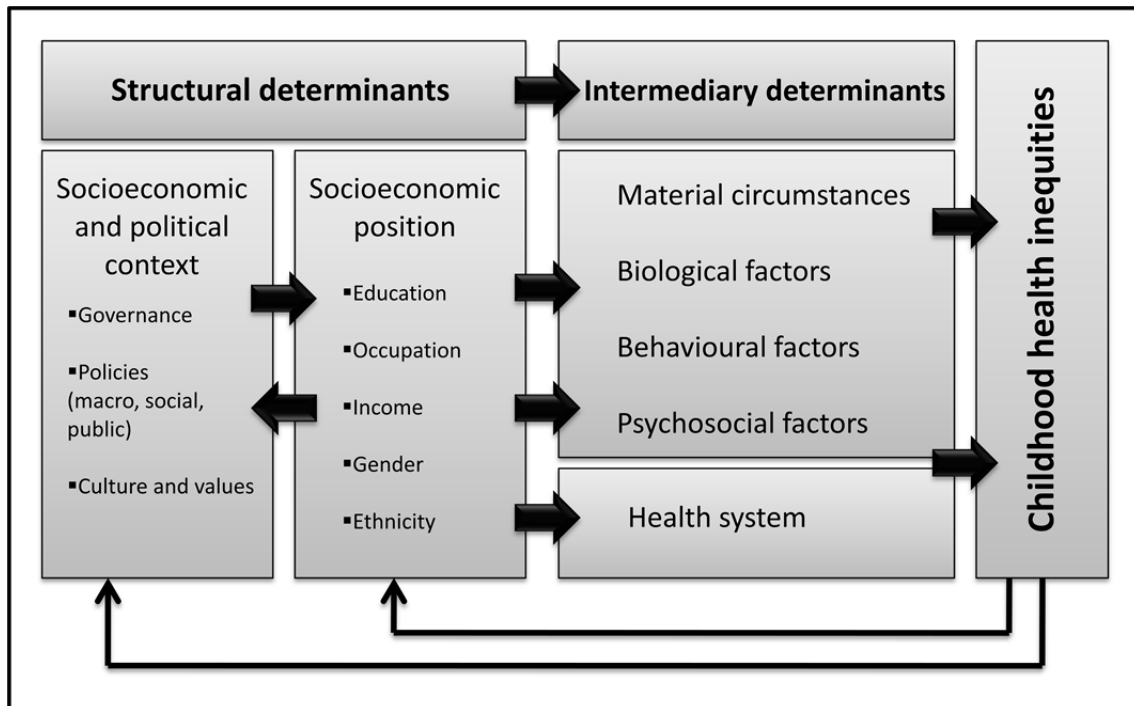 Structural determinants
Intermediary determinants
Socioeconomic
and political
context
▪Governance
▪Policies
(macro, social,
public)
▪Culture and values
Socioeconomic
position
▪Education
▪Occupation
▪Income
▪Gender
▪Ethnicity
Material circumstances
Biological factors
Behavioural factors
Psychosocial factors
Health system
Childhood health inequities